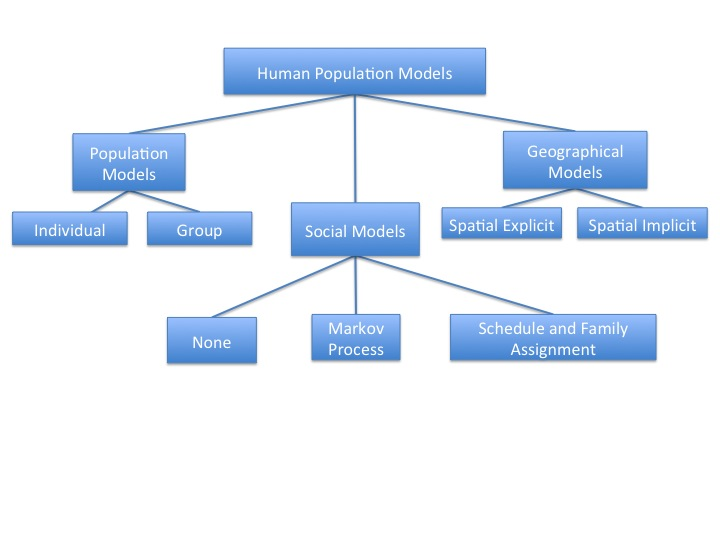 Human Population Models
Population
Models
Geographical
Models
Individual
Group
Social Models
Spatial Explicit
Spatial Implicit
None
Markov
Process
Schedule and Family
Assignment